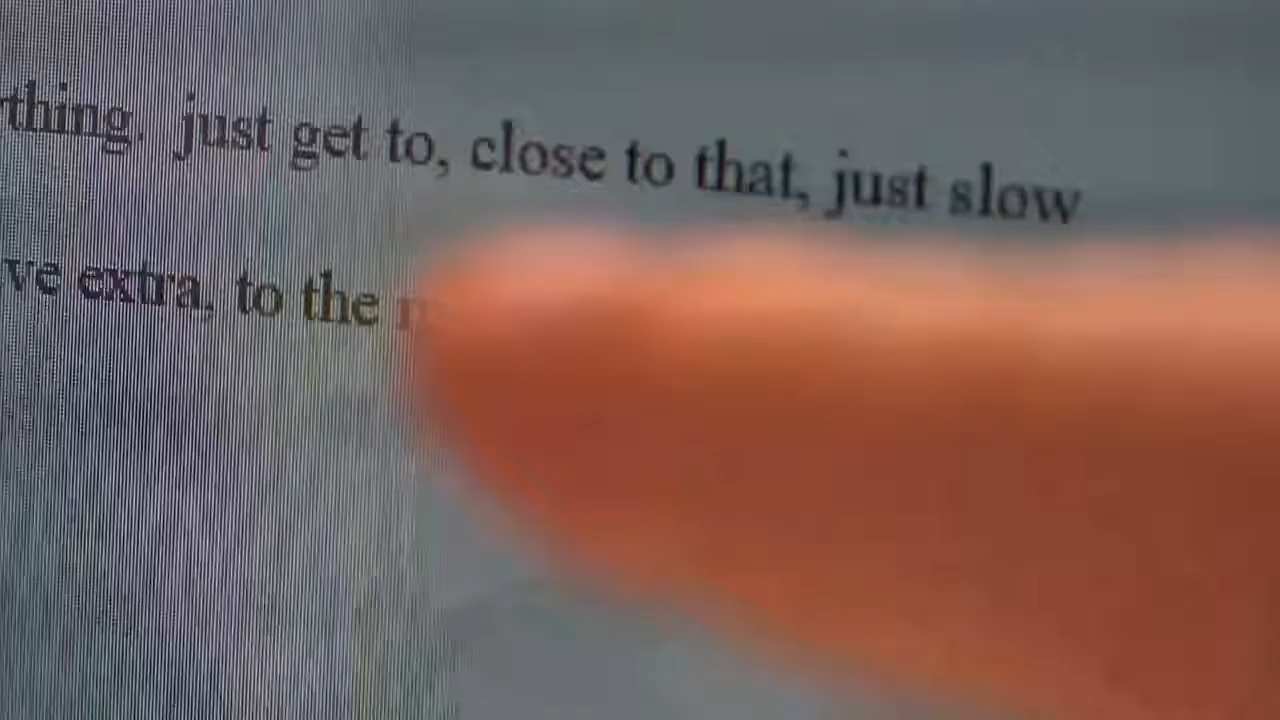 thing. just get to, close to that, just slow
ve extra, to the